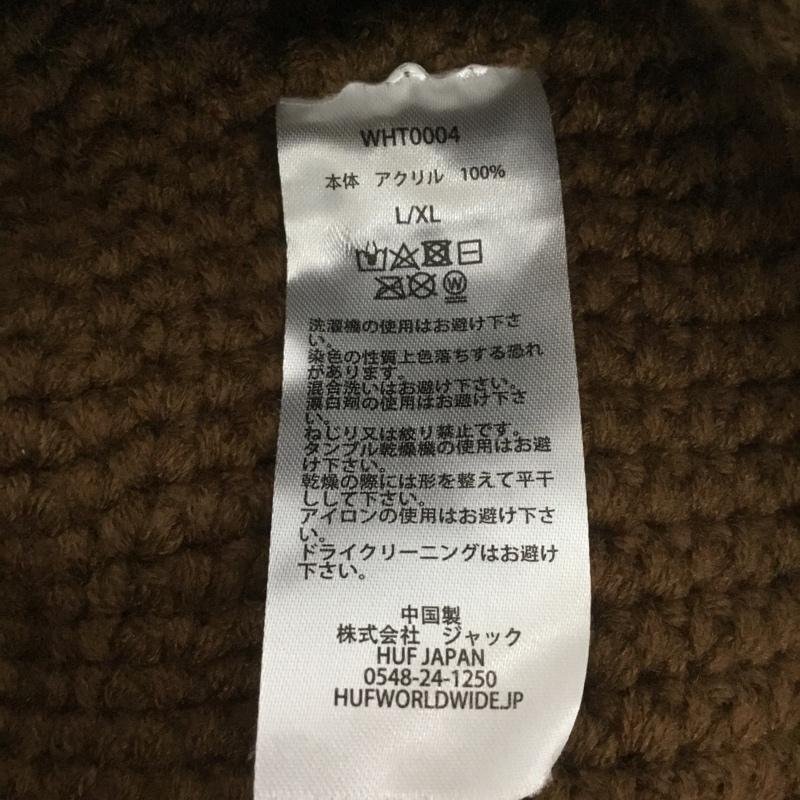 WHT0004
本体　アクリル　100%
L/XL
W
洗濯機の使用はお避け下さ
い。
染色の性質上色落ちする恐れ
があります。
混合洗いはお避け下さい。
漂白剤の使用はお避け下さ
い。
ねじり又は絞り禁止です。
タンブル乾燥機の使用はお避
け下さい。
乾燥の際には形を整えて平干
しして下さい。
アイロンの使用はお避け下さ
い。
ドライクリーニングはお避け
下さい。
中国製
株式会社　ジャック
HUF JAPAN
0548-24-1250
HUFWORLDWIDE.JP